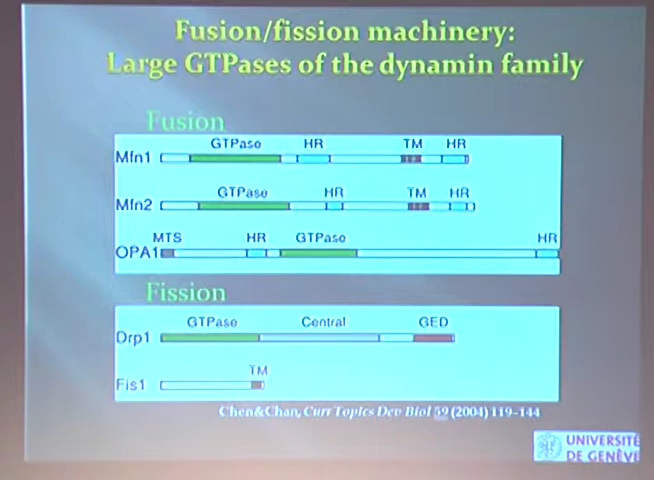 Fusion/fission machinery:
Large GTPases of the dynamin family
Fusion
GTPase HR TM HR
Mfn1
GTPase HR TM HR
Mfn2
MTS HR GTPase HR
OPA1
Fission
GTPase Central GED
Drp1
TM
Fis1
Chen&Chan, Curr Topics Dev Biol 59 (2004) 119-144
UNIVERSITÉ
DE GENÈVE